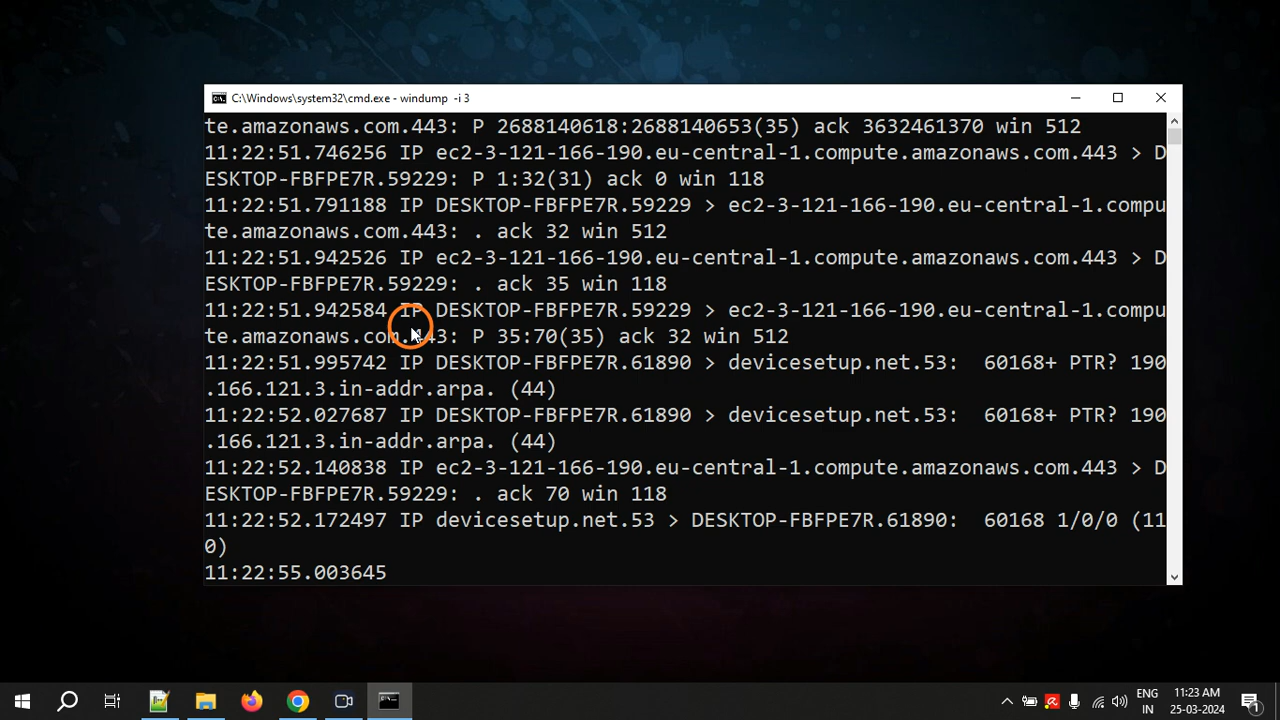 C:\Windows\system32\cmd.exe - windump  -i 3
te.amazonaws.com.443: P 2688140618:2688140653(35) ack 3632461370 win 512
11:22:51.746256 IP ec2-3-121-166-190.eu-central-1.compute.amazonaws.com.443 > D
ESKTOP-FBFPE7R.59229: P 1:32(31) ack 0 win 118
11:22:51.791188 IP DESKTOP-FBFPE7R.59229 > ec2-3-121-166-190.eu-central-1.compu
te.amazonaws.com.443: . ack 32 win 512
11:22:51.942526 IP ec2-3-121-166-190.eu-central-1.compute.amazonaws.com.443 > D
ESKTOP-FBFPE7R.59229: . ack 35 win 118
11:22:51.942584 IP DESKTOP-FBFPE7R.59229 > ec2-3-121-166-190.eu-central-1.compu
te.amazonaws.com.443: P 35:70(35) ack 32 win 512
11:22:51.995742 IP DESKTOP-FBFPE7R.61890 > devicesetup.net.53:  60168+ PTR? 190
.166.121.3.in-addr.arpa. (44)
11:22:52.027687 IP DESKTOP-FBFPE7R.61890 > devicesetup.net.53:  60168+ PTR? 190
.166.121.3.in-addr.arpa. (44)
11:22:52.140838 IP ec2-3-121-166-190.eu-central-1.compute.amazonaws.com.443 > D
ESKTOP-FBFPE7R.59229: . ack 70 win 118
11:22:52.172497 IP devicesetup.net.53 > DESKTOP-FBFPE7R.61890:  60168 1/0/0 (11
0)
11:22:55.003645
ENG
IN
11:23 AM
25-03-2024
1